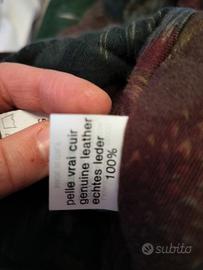 pelle vrai cuir
genuine leather
echtes leder
100%
subito